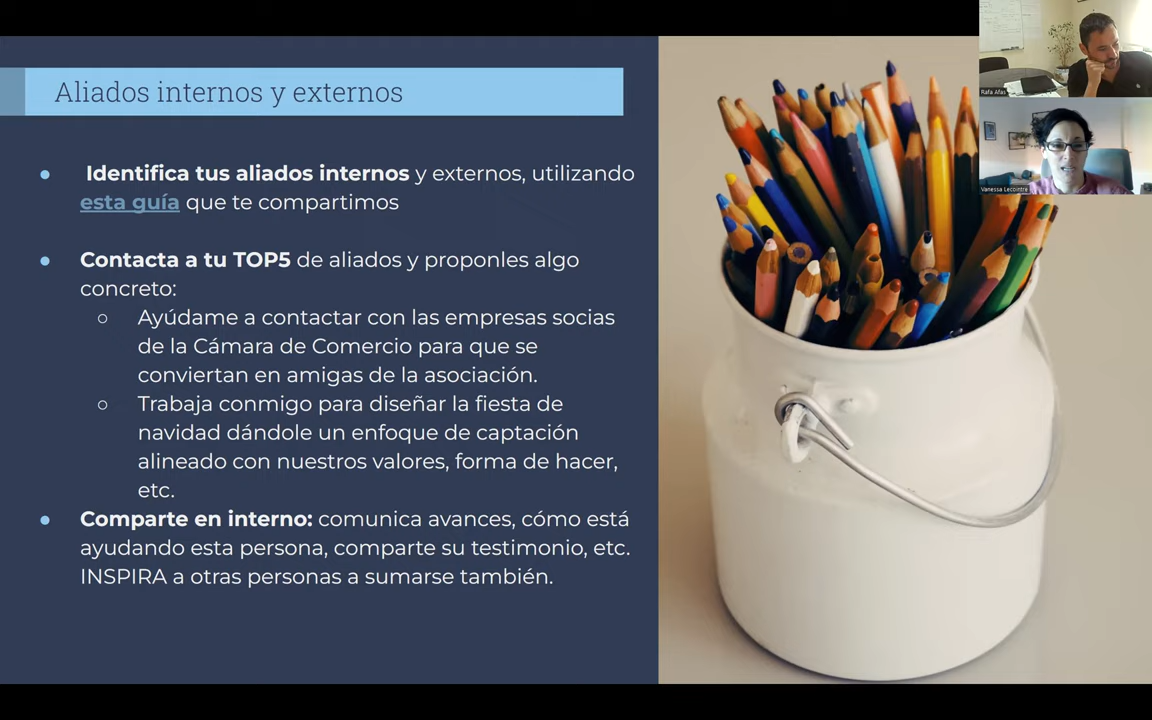 Aliados internos y externos
● Identifica tus aliados internos y externos, utilizando
esta guía que te compartimos
● Contacta a tu TOP5 de aliados y proponles algo
concreto:
○ Ayúdame a contactar con las empresas socias
de la Cámara de Comercio para que se
conviertan en amigas de la asociación.
○ Trabaja conmigo para diseñar la fiesta de
navidad dándole un enfoque de captación
alineado con nuestros valores, forma de hacer,
etc.
● Comparte en interno: comunica avances, cómo está
ayudando esta persona, comparte su testimonio, etc.
INSPIRA a otras personas a sumarse también.
Rafa Afas
Vanessa Lecointre